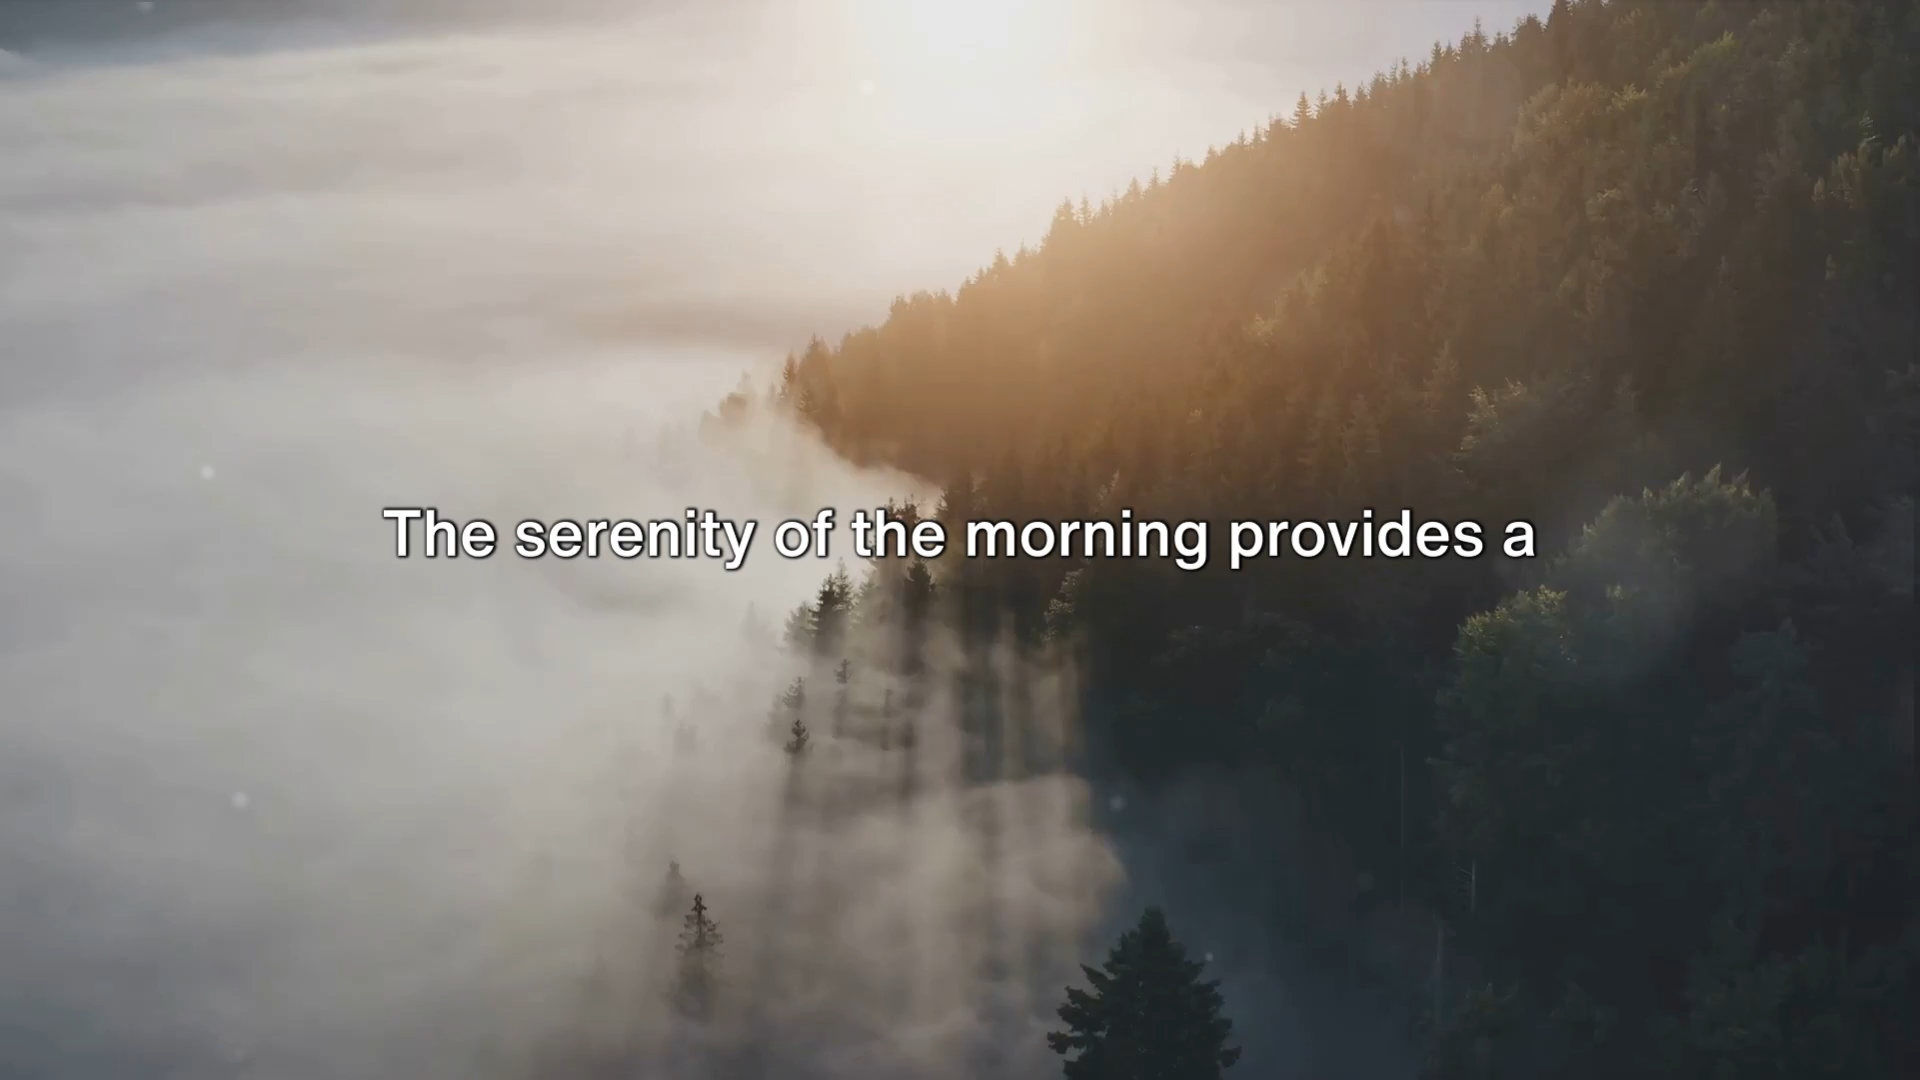 The serenity of the morning provides a